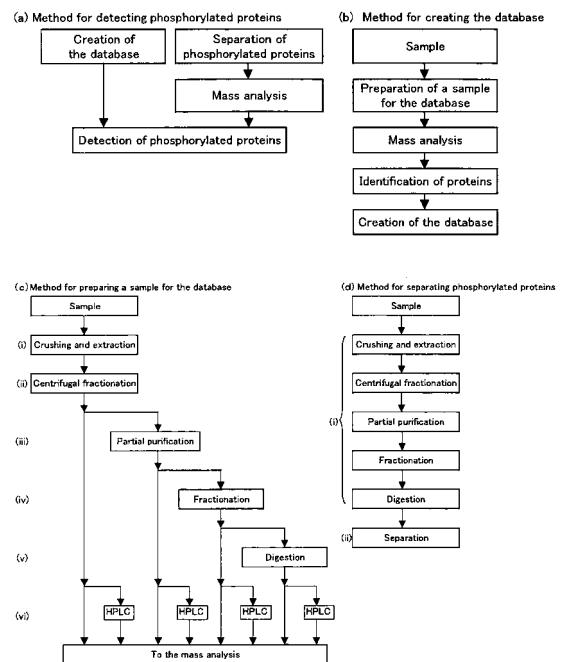 (a) Method for detecting phosphorylated proteins
Creation of
the database
Separation of
phosphorylated proteins
Mass analysis
Detection of phosphorylated proteins
(b) Method for creating the database
Sample
Preparation of a sample
for the database
Mass analysis
Identification of proteins
Creation of the database
(c) Method for preparing a sample for the database
Sample
(i) Crushing and extraction
(ii) Centrifugal fractionation
(iii) Partial purification
(iv) Fractionation
(v) Digestion
(vi) HPLC HPLC HPLC HPLC
To the mass analysis
(d) Method for separating phosphorylated proteins
Sample
Crushing and extraction
Centrifugal fractionation
(i) Partial purification
Fractionation
Digestion
(ii) Separation